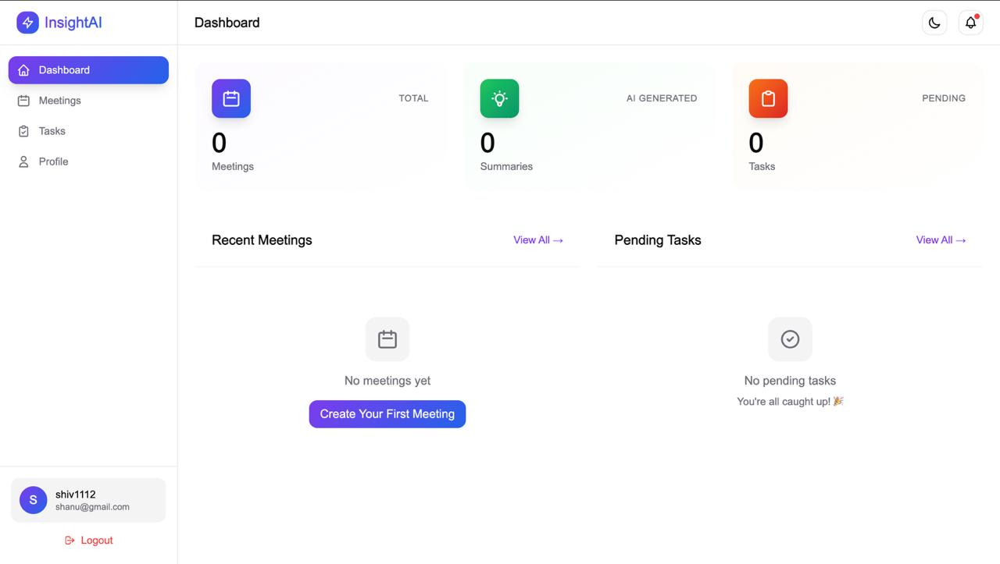 InsightAI
Dashboard
Dashboard
Meetings
Tasks
Profile
TOTAL
0
Meetings
AI GENERATED
0
Summaries
PENDING
0
Tasks
Recent Meetings
View All →
No meetings yet
Create Your First Meeting
Pending Tasks
View All →
No pending tasks
You're all caught up! 🎉
S
shiv1112
shanu@gmail.com
Logout